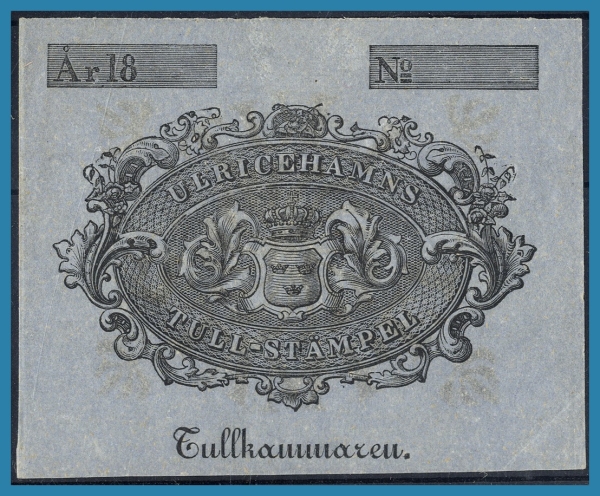 År 18
No
ULRICEHAMNS
TULL-STÄMPEL
Tullkammaren.